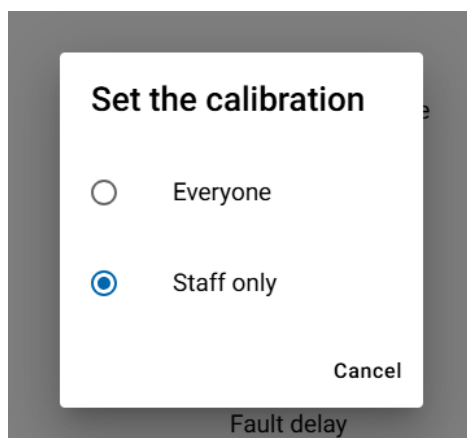 Set the calibration
e
Everyone
Staff only
Cancel
Fault delay